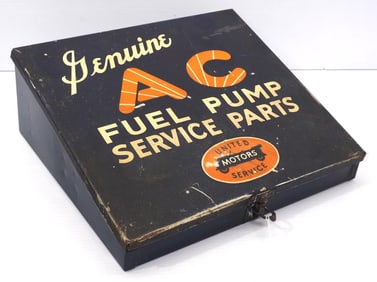 Genuine
AC
FUEL PUMP
SERVICE PARTS
UNITED
MOTORS
SERVICE